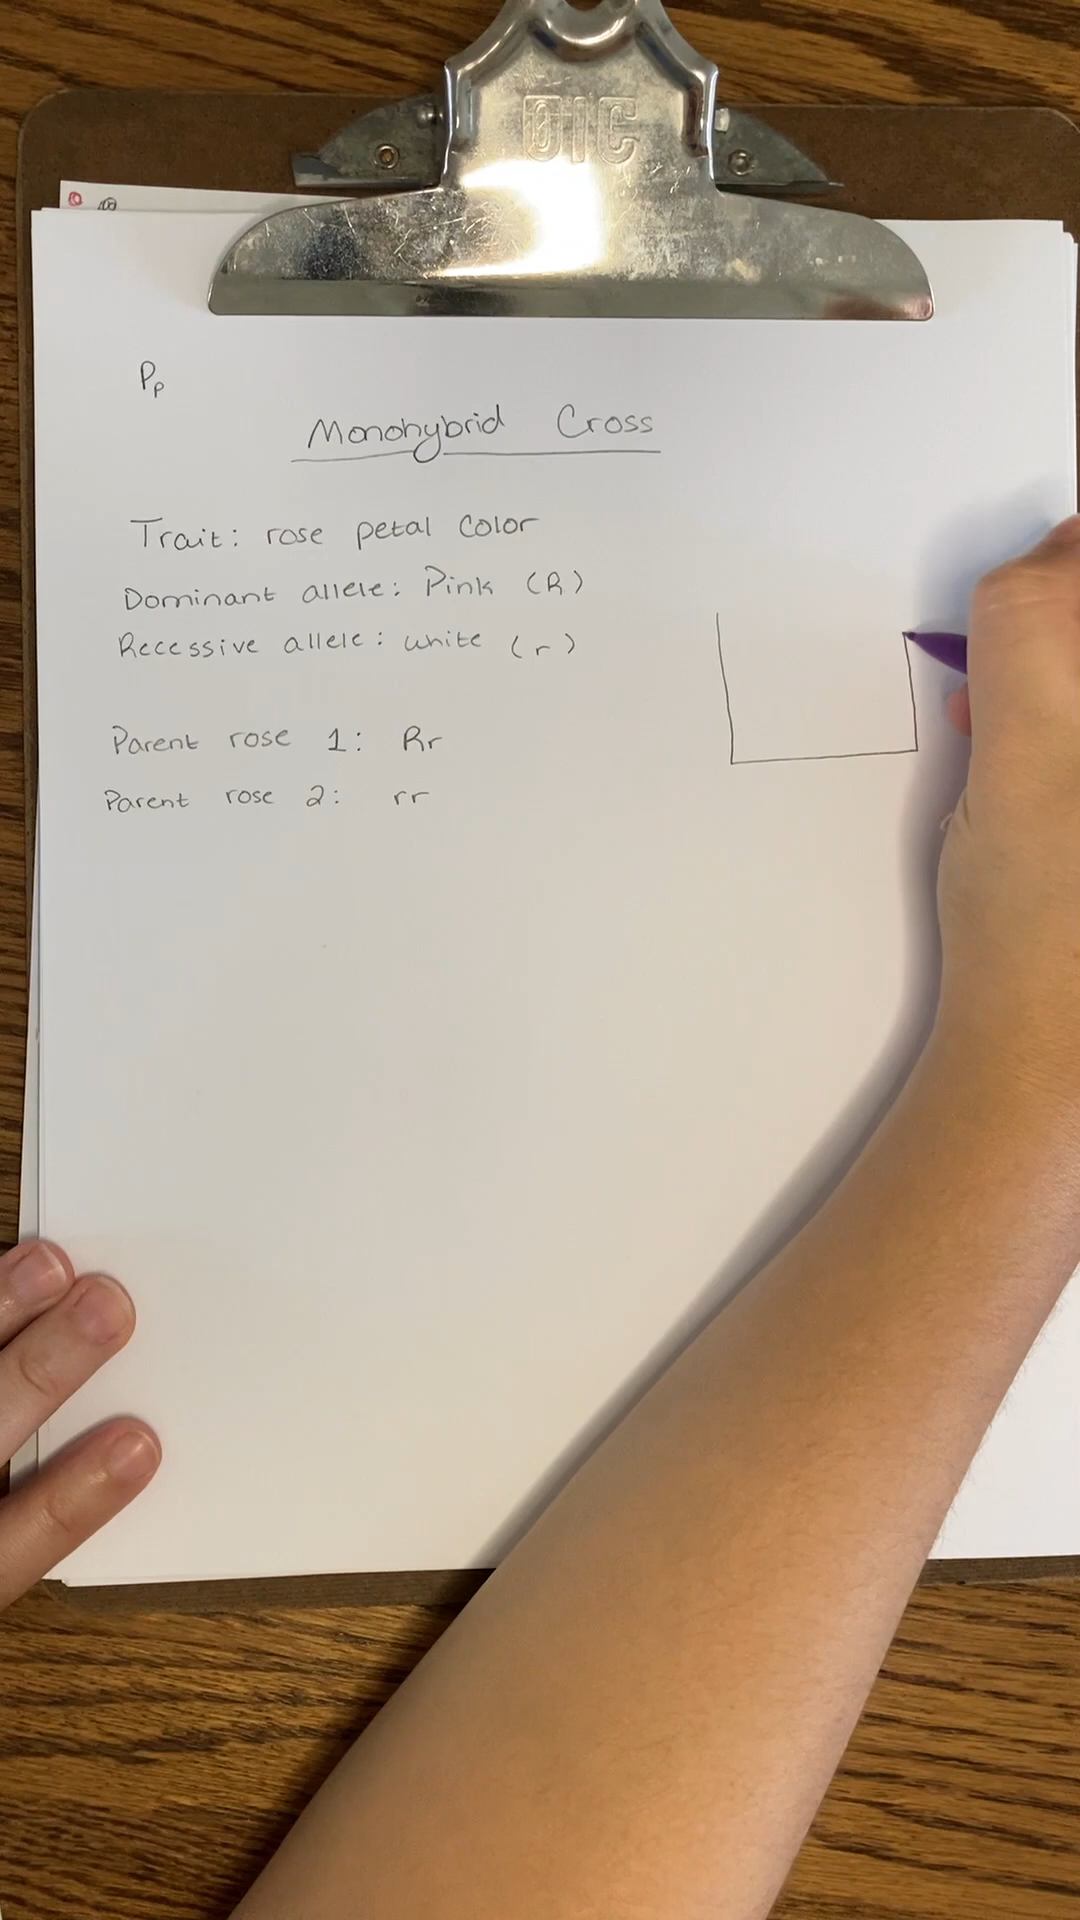 OIC
Pp
Monohybrid Cross
Trait: rose petal color
Dominant allele: Pink (R)
Recessive allele: white (r)
Parent rose 1: Rr
Parent rose 2: rr